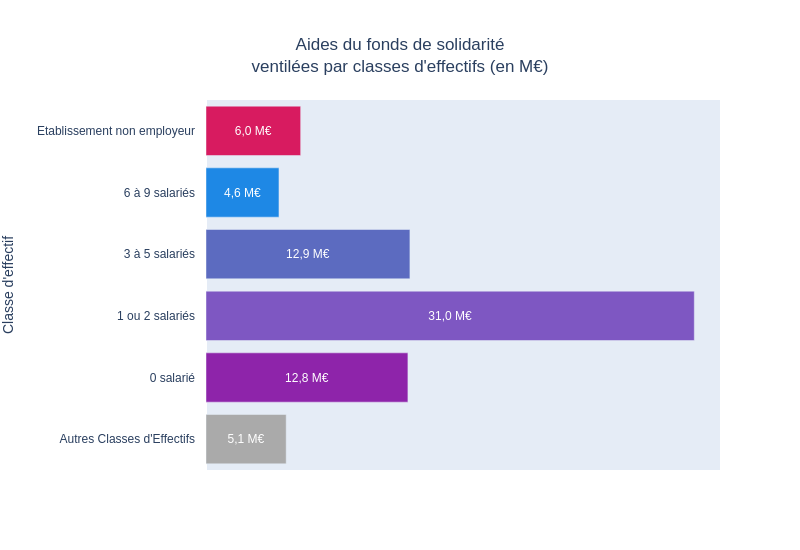 Aides du fonds de solidarité
ventilées par classes d'effectifs (en M€)
Classe d'effectif
Etablissement non employeur
6,0 M€
6 à 9 salariés
4,6 M€
3 à 5 salariés
12,9 M€
1 ou 2 salariés
31,0 M€
0 salarié
12,8 M€
Autres Classes d'Effectifs
5,1 M€